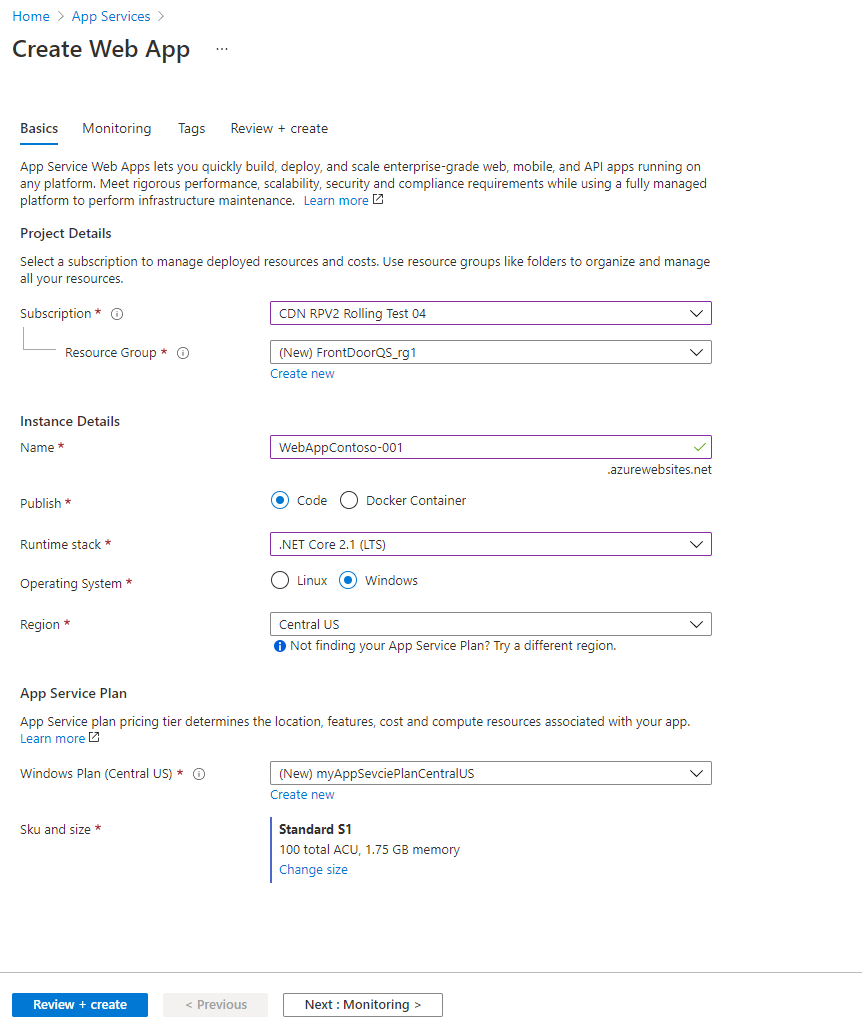 Home > App Services >
Create Web App ...
Basics Monitoring Tags Review + create
App Service Web Apps lets you quickly build, deploy, and scale enterprise-grade web, mobile, and API apps running on
any platform. Meet rigorous performance, scalability, security and compliance requirements while using a fully managed
platform to perform infrastructure maintenance. Learn more
Project Details
Select a subscription to manage deployed resources and costs. Use resource groups like folders to organize and manage
all your resources.
Subscription * CDN RPV2 Rolling Test 04
Resource Group * (New) FrontDoorQS_rg1
Create new
Instance Details
Name * WebAppContoso-001
.azurewebsites.net
Publish * Code Docker Container
Runtime stack * .NET Core 2.1 (LTS)
Operating System * Linux Windows
Region * Central US
Not finding your App Service Plan? Try a different region.
App Service Plan
App Service plan pricing tier determines the location, features, cost and compute resources associated with your app.
Learn more
Windows Plan (Central US) * (New) myAppSevciePlanCentralUS
Create new
Sku and size * Standard S1
100 total ACU, 1.75 GB memory
Change size
Review + create < Previous Next : Monitoring >